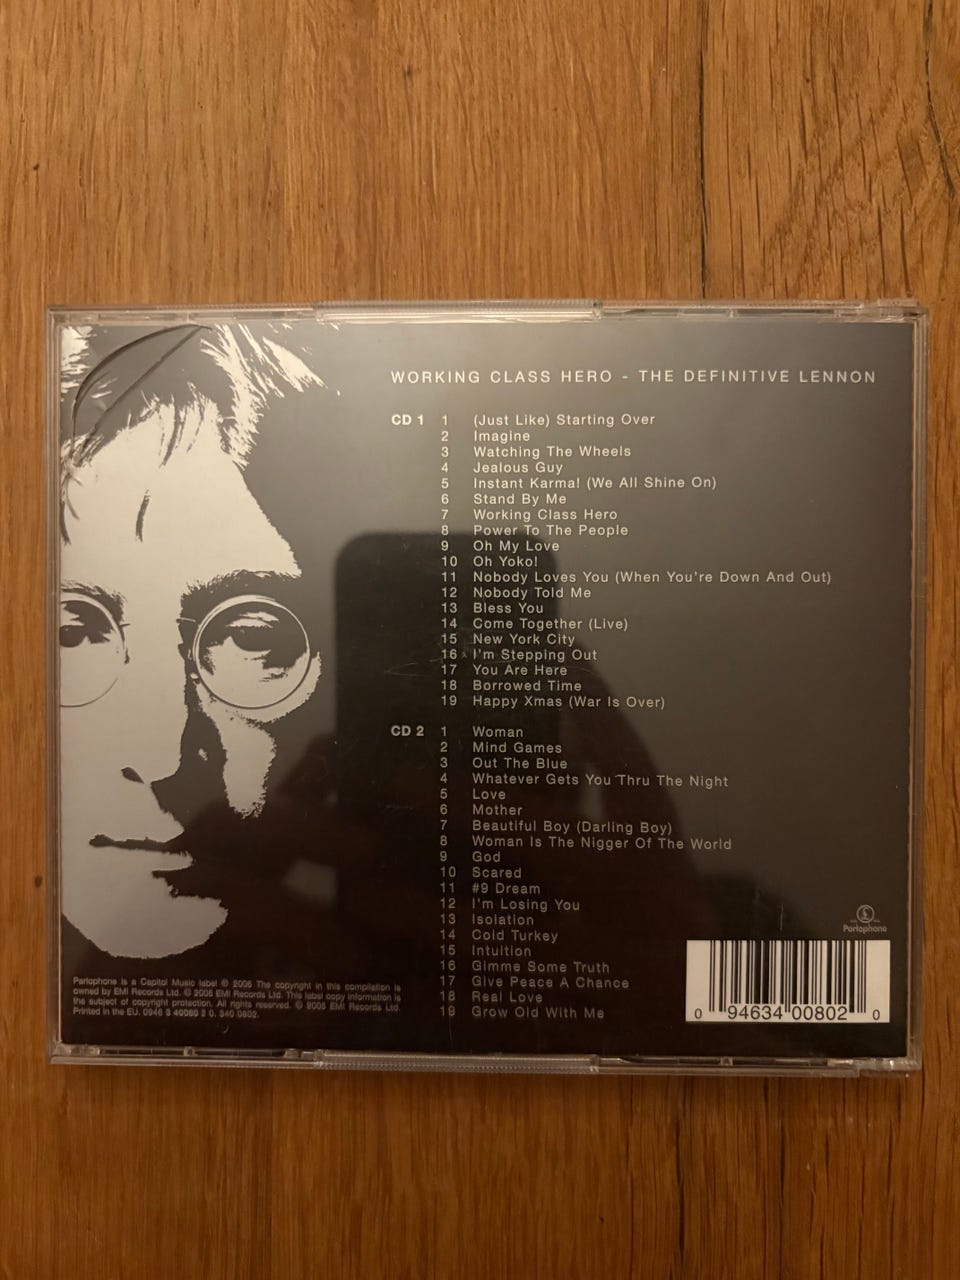 WORKING CLASS HERO - THE DEFINITIVE LENNON
CD 1 1 (Just Like) Starting Over
2 Imagine
3 Watching The Wheels
4 Jealous Guy
5 Instant Karma! (We All Shine On)
6 Stand By Me
7 Working Class Hero
8 Power To The People
9 Oh My Love
10 Oh Yoko!
11 Nobody Loves You (When You're Down And Out)
12 Nobody Told Me
13 Bless You
14 Come Together (Live)
15 New York City
16 I'm Stepping Out
17 You Are Here
18 Borrowed Time
19 Happy Xmas (War Is Over)
CD 2 1 Woman
2 Mind Games
3 Out The Blue
4 Whatever Gets You Thru The Night
5 Love
6 Mother
7 Beautiful Boy (Darling Boy)
8 Woman Is The Nigger Of The World
9 God
10 Scared
11 #9 Dream
12 I'm Losing You
13 Isolation
14 Cold Turkey
15 Intuition
16 Gimme Some Truth
17 Give Peace A Chance
18 Real Love
19 Grow Old With Me
Parlophone is a Capitol Music label ℗ 2005 The copyright in this compilation is
owned by EMI Records Ltd. © 2005 EMI Records Ltd. This label copy information is
the subject of copyright protection. All rights reserved. © 2005 EMI Records Ltd.
Printed in the EU. 0946 3 40080 2 0. 340 0802.
£
Parlophone
0 94634 00802 0